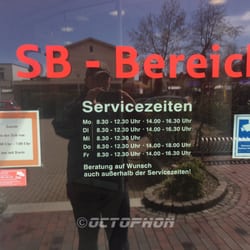 SB - Bereich
Servicezeiten
Mo 8.30 - 12.30 Uhr - 14.00 - 16.30 Uhr
Di 8.30 - 12.30 Uhr - 14.00 - 16.30 Uhr
Mi 8.30 - 12.30 Uhr
Do 8.30 - 12.30 Uhr - 14.00 - 18.00 Uhr
Fr 8.30 - 12.30 Uhr - 14.00 - 16.30 Uhr
Beratung auf Wunsch
auch außerhalb der Servicezeiten!
©OCTOPHON